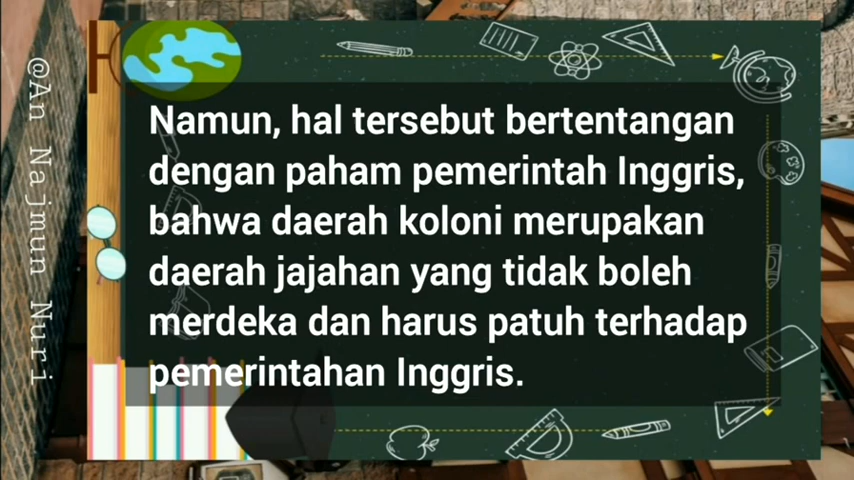 Namun, hal tersebut bertentangan
dengan paham pemerintah Inggris,
bahwa daerah koloni merupakan
daerah jajahan yang tidak boleh
merdeka dan harus patuh terhadap
pemerintahan Inggris.
@An Najmun Nuri